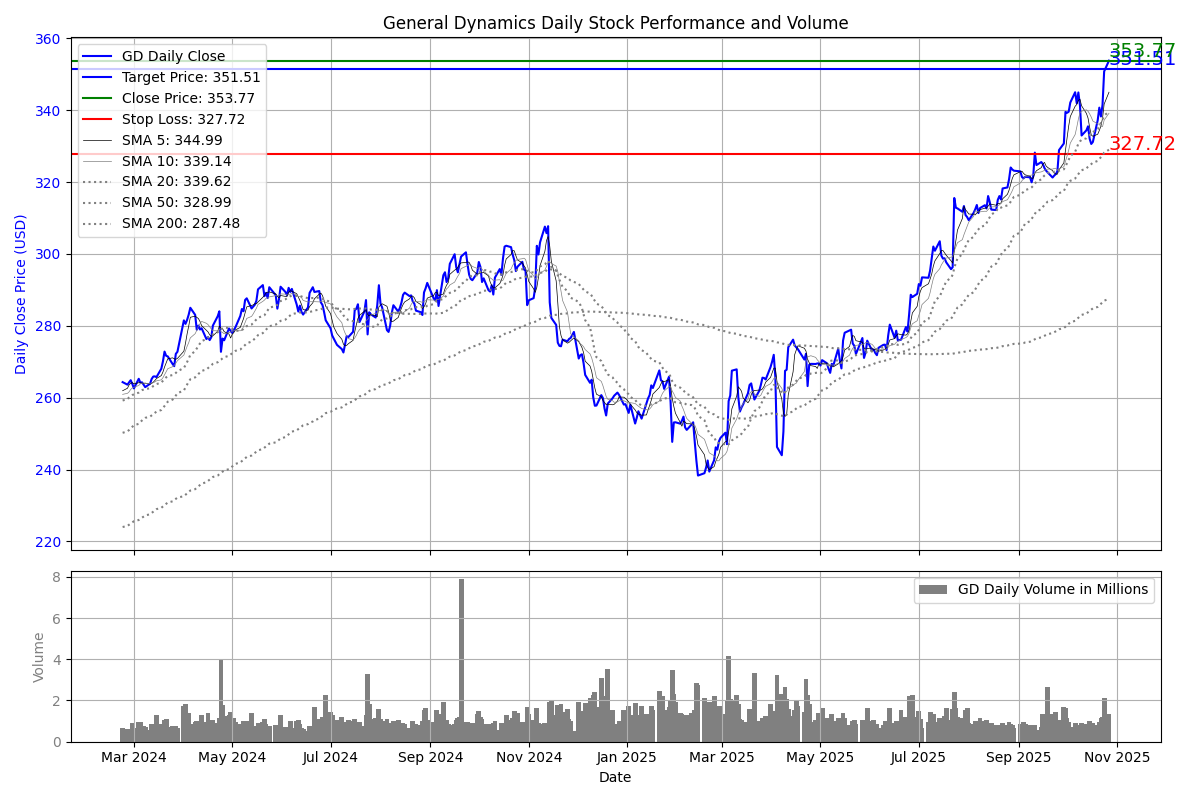 General Dynamics Daily Stock Performance and Volume
360
340
320
300
280
260
240
220
Daily Close Price (USD)
GD Daily Close
Target Price: 351.51
Close Price: 353.77
Stop Loss: 327.72
SMA 5: 344.99
SMA 10: 339.14
SMA 20: 339.62
SMA 50: 328.99
SMA 200: 287.48
353.77
351.51
327.72
8
6
4
2
0
Volume
GD Daily Volume in Millions
Mar 2024
May 2024
Jul 2024
Sep 2024
Nov 2024
Jan 2025
Mar 2025
May 2025
Jul 2025
Sep 2025
Nov 2025
Date